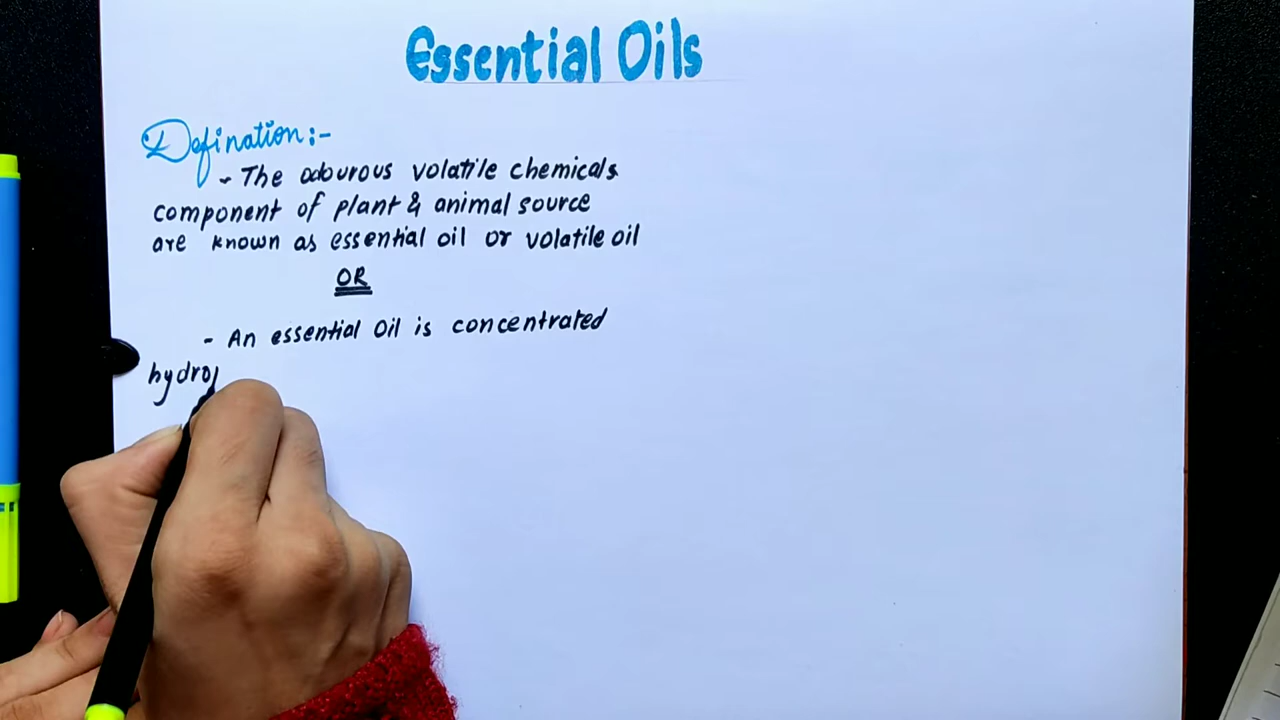 Essential Oils
Defination:-
- The odourous volatile chemicals
component of plant & animal source
are known as essential oil or volatile oil
OR
- An essential Oil is concentrated